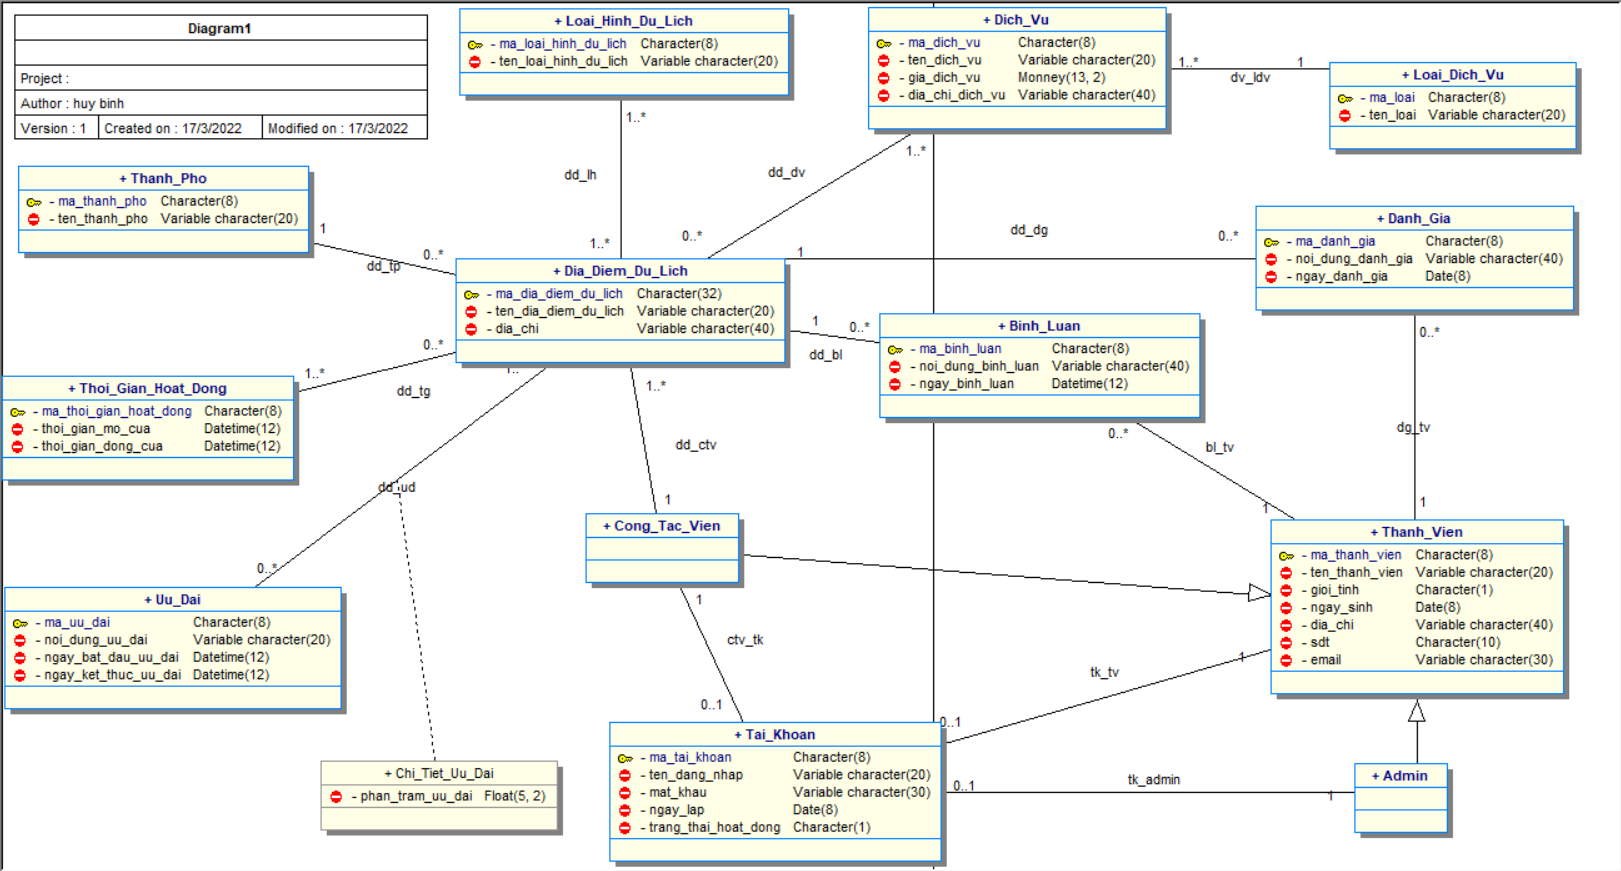 Diagram1
Project :
Author : huy binh
Version : 1 Created on : 17/3/2022 Modified on : 17/3/2022
+ Loai_Hinh_Du_Lich
- ma_loai_hinh_du_lich Character(8)
- ten_loai_hinh_du_lich Variable character(20)
+ Dich_Vu
- ma_dich_vu Character(8)
- ten_dich_vu Variable character(20)
- gia_dich_vu Monney(13, 2)
- dia_chi_dich_vu Variable character(40)
1..* 1
dv_ldv
+ Loai_Dich_Vu
- ma_loai Character(8)
- ten_loai Variable character(20)
1..*
dd_lh
1..*
1..*
dd_dv
0..*
+ Thanh_Pho
- ma_thanh_pho Character(8)
- ten_thanh_pho Variable character(20)
1
0..*
dd_tp
1
dd_dg
0..*
+ Danh_Gia
- ma_danh_gia Character(8)
- noi_dung_danh_gia Variable character(40)
- ngay_danh_gia Date(8)
+ Dia_Diem_Du_Lich
- ma_dia_diem_du_lich Character(32)
- ten_dia_diem_du_lich Variable character(20)
- dia_chi Variable character(40)
1
0..*
dd_bl
+ Binh_Luan
- ma_binh_luan Character(8)
- noi_dung_binh_luan Variable character(40)
- ngay_binh_luan Datetime(12)
0..*
1..*
dd_tg
+ Thoi_Gian_Hoat_Dong
- ma_thoi_gian_hoat_dong Character(8)
- thoi_gian_mo_cua Datetime(12)
- thoi_gian_dong_cua Datetime(12)
1..
dd_ud
0..*
1..*
dd_ctv
1
0..*
bl_tv
1
0..*
dg_tv
1
+ Cong_Tac_Vien
+ Thanh_Vien
- ma_thanh_vien Character(8)
- ten_thanh_vien Variable character(20)
- gioi_tinh Character(1)
- ngay_sinh Date(8)
- dia_chi Variable character(40)
- sdt Character(10)
- email Variable character(30)
+ Uu_Dai
- ma_uu_dai Character(8)
- noi_dung_uu_dai Variable character(20)
- ngay_bat_dau_uu_dai Datetime(12)
- ngay_ket_thuc_uu_dai Datetime(12)
1
ctv_tk
0..1
1
tk_tv
0..1
+ Tai_Khoan
- ma_tai_khoan Character(8)
- ten_dang_nhap Variable character(20)
- mat_khau Variable character(30)
- ngay_lap Date(8)
- trang_thai_hoat_dong Character(1)
+ Chi_Tiet_Uu_Dai
- phan_tram_uu_dai Float(5, 2)
0..1
tk_admin
1
+ Admin